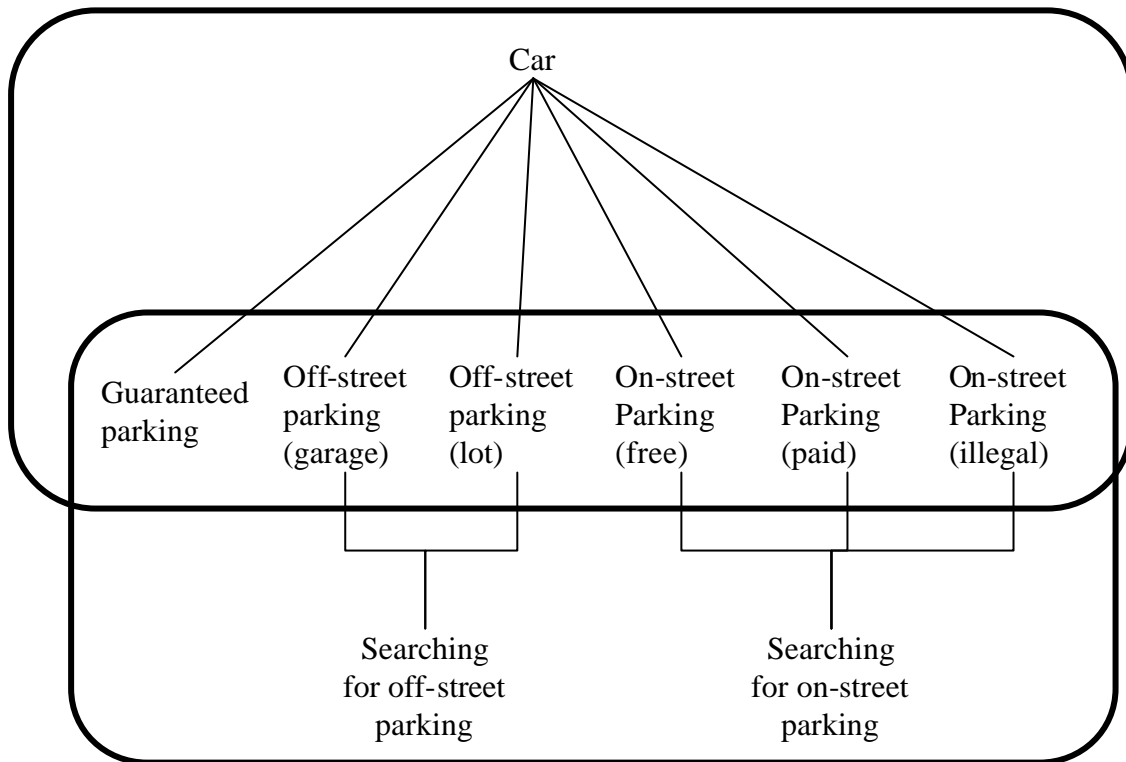 Car
Guaranteed
parking
Off-street
parking
(garage)
Off-street
parking
(lot)
On-street
Parking
(free)
On-street
Parking
(paid)
On-street
Parking
(illegal)
Searching
for off-street
parking
Searching
for on-street
parking